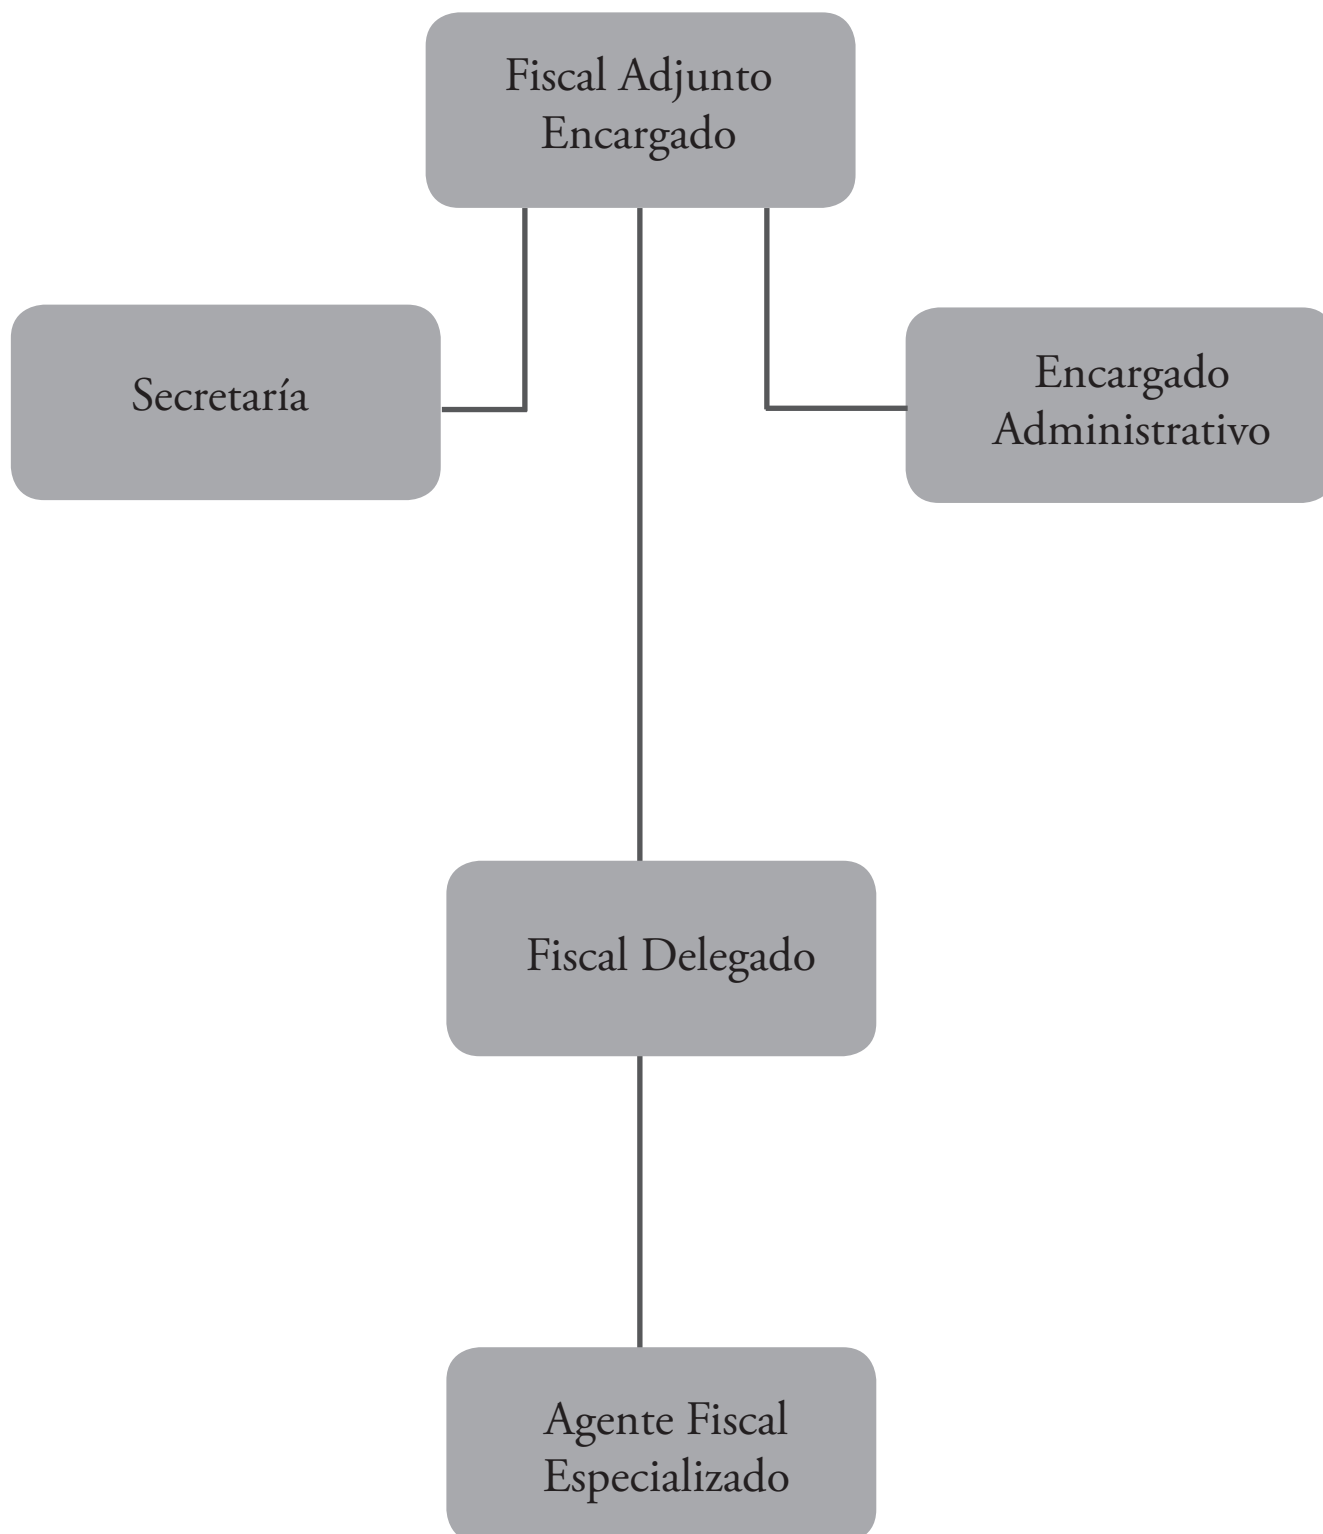 Fiscal Adjunto
Encargado
Secretaría
Encargado
Administrativo
Fiscal Delegado
Agente Fiscal
Especializado